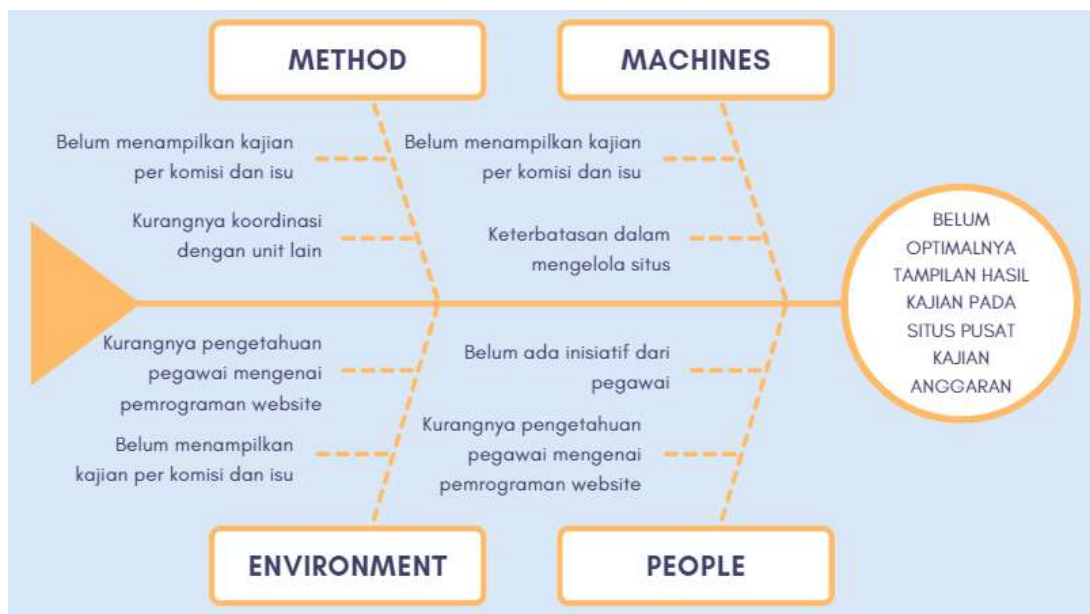 METHOD
MACHINES
Belum menampilkan kajian
per komisi dan isu
Kurangnya koordinasi
dengan unit lain
Belum menampilkan kajian
per komisi dan isu
Keterbatasan dalam
mengelola situs
BELUM
OPTIMALNYA
TAMPILAN HASIL
KAJIAN PADA
SITUS PUSAT
KAJIAN
ANGGARAN
Kurangnya pengetahuan
pegawai mengenai
pemrograman website
Belum menampilkan
kajian per komisi dan isu
Belum ada inisiatif dari
pegawai
Kurangnya pengetahuan
pegawai mengenai
pemrograman website
ENVIRONMENT
PEOPLE